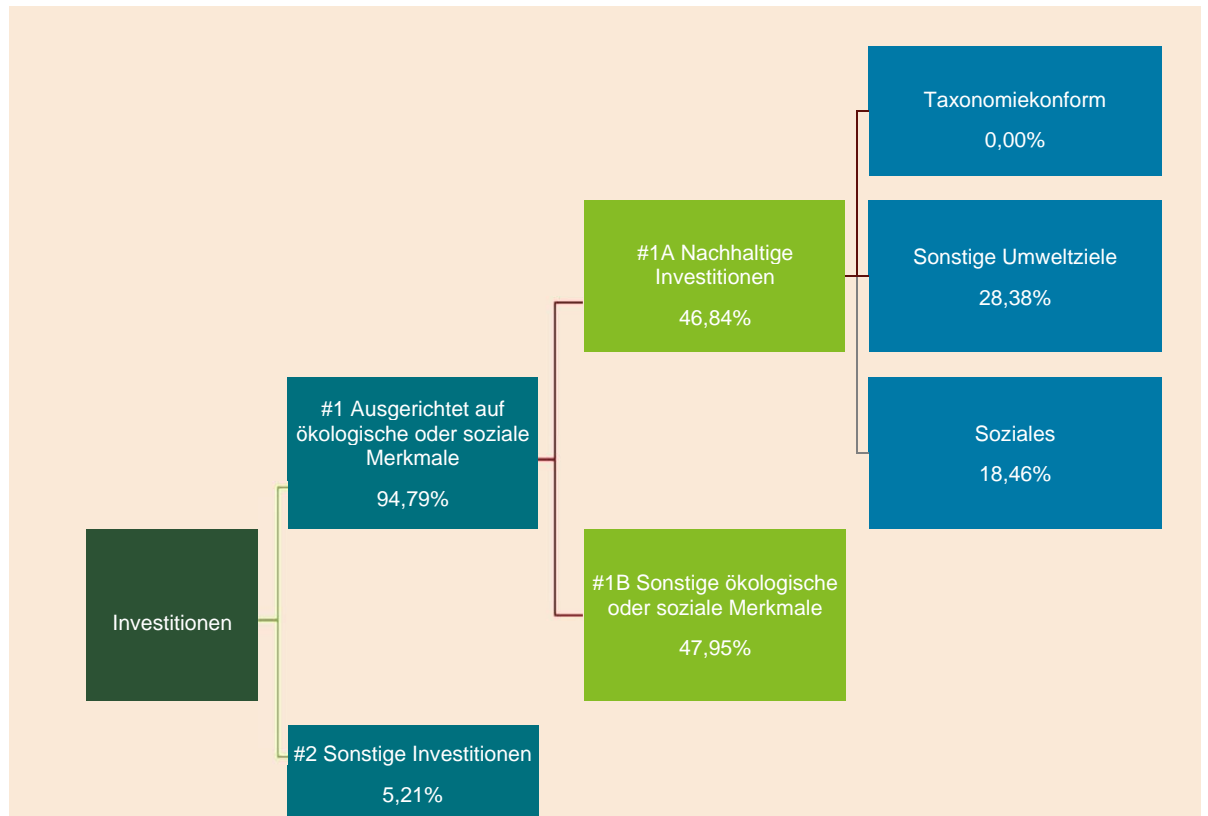 Taxonomiekonform
0,00%
#1A Nachhaltige
Investitionen
46,84%
Sonstige Umweltziele
28,38%
#1 Ausgerichtet auf
ökologische oder soziale
Merkmale
94,79%
Soziales
18,46%
Investitionen
#1B Sonstige ökologische
oder soziale Merkmale
47,95%
#2 Sonstige Investitionen
5,21%